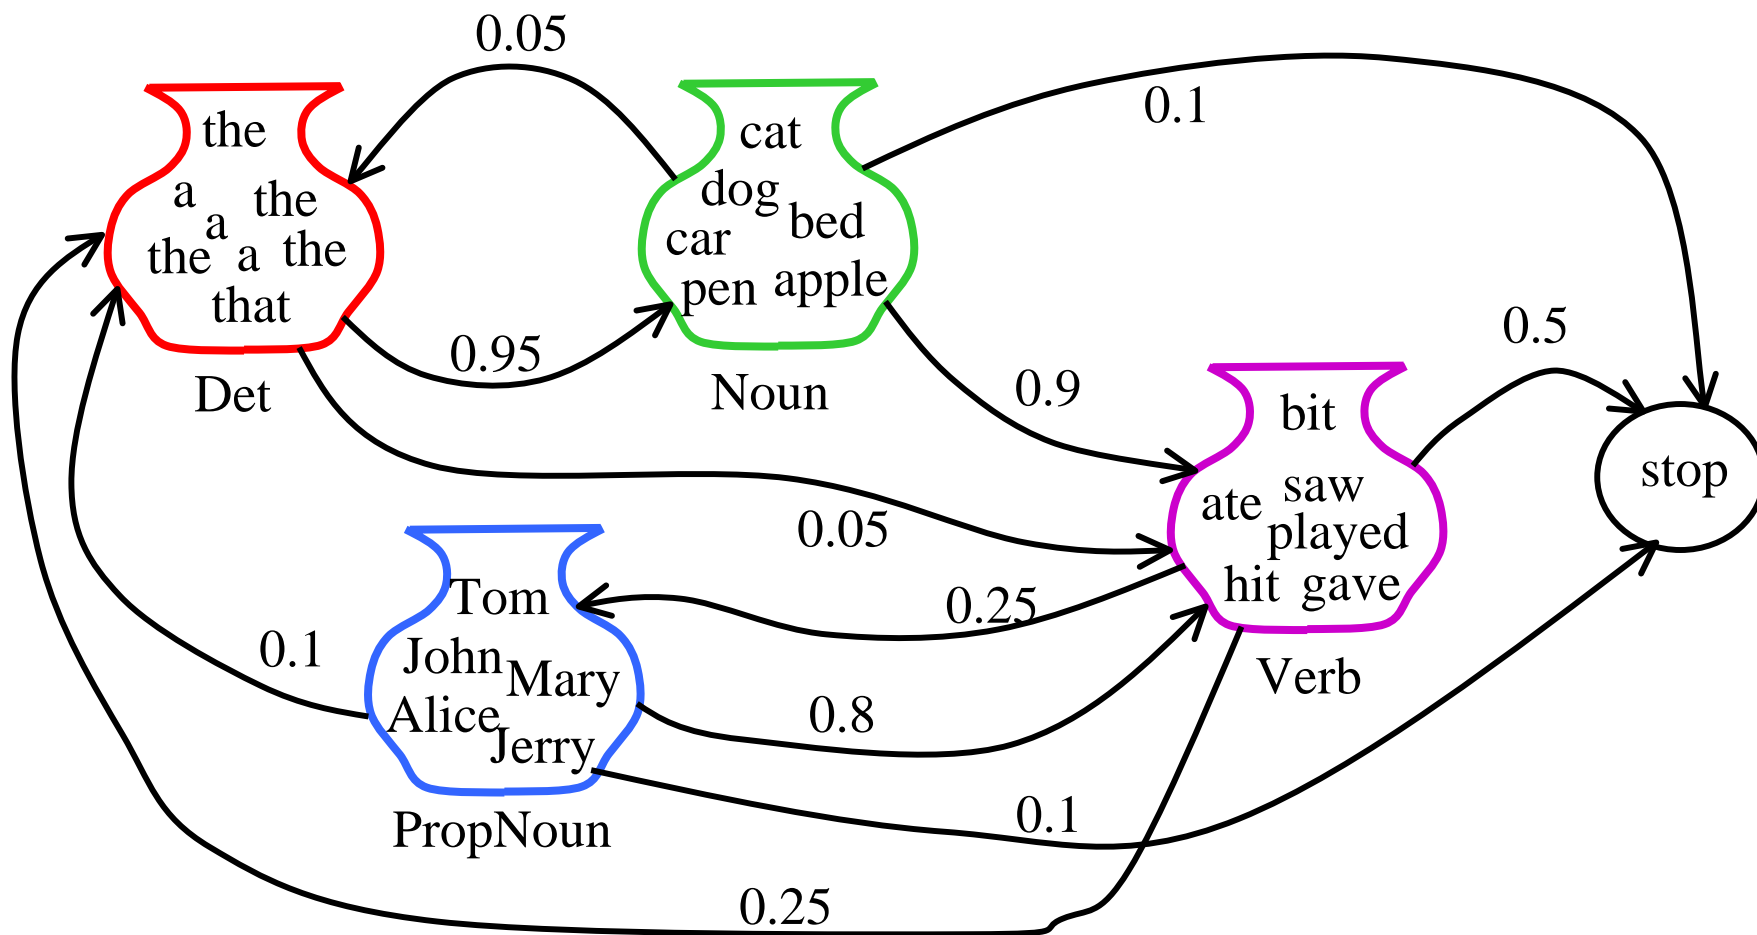 0.05
0.1
the
a
the
a
the
a
the
that
Det
cat
dog
bed
car
pen
apple
Noun
0.95
0.9
0.5
bit
saw
ate
played
hit
gave
Verb
stop
0.05
0.25
Tom
John
Mary
Alice
Jerry
PropNoun
0.1
0.8
0.1
0.25